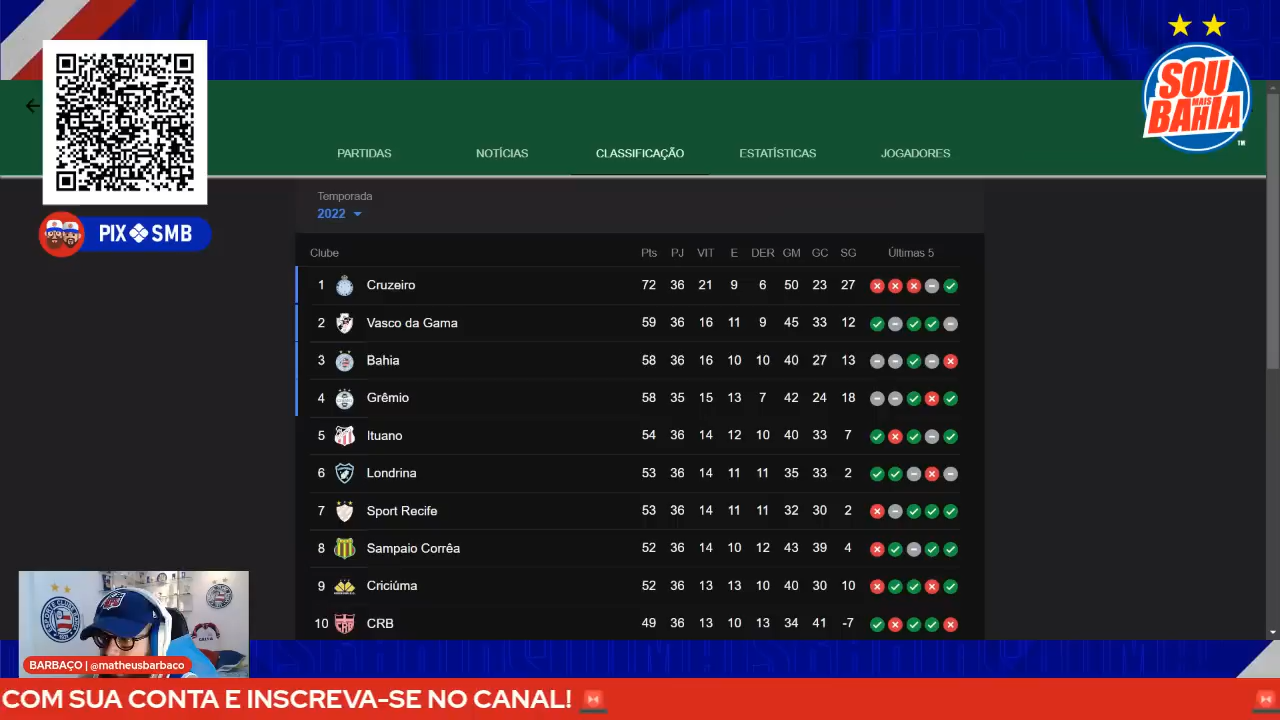 SOU
MAIS
BAHIA
TM
PARTIDAS NOTÍCIAS CLASSIFICAÇÃO ESTATÍSTICAS JOGADORES
PIX SMB
Temporada
2022
Clube Pts PJ VIT E DER GM GC SG Últimas 5
1 Cruzeiro 72 36 21 9 6 50 23 27
2 Vasco da Gama 59 36 16 11 9 45 33 12
3 Bahia 58 36 16 10 10 40 27 13
4 Grêmio 58 35 15 13 7 42 24 18
5 Ituano 54 36 14 12 10 40 33 7
6 Londrina 53 36 14 11 11 35 33 2
7 Sport Recife 53 36 14 11 11 32 30 2
8 Sampaio Corrêa 52 36 14 10 12 43 39 4
9 Criciúma 52 36 13 13 10 40 30 10
10 CRB 49 36 13 10 13 34 41 -7
BARBAÇO | @matheusbarbaco
COM SUA CONTA E INSCREVA-SE NO CANAL!